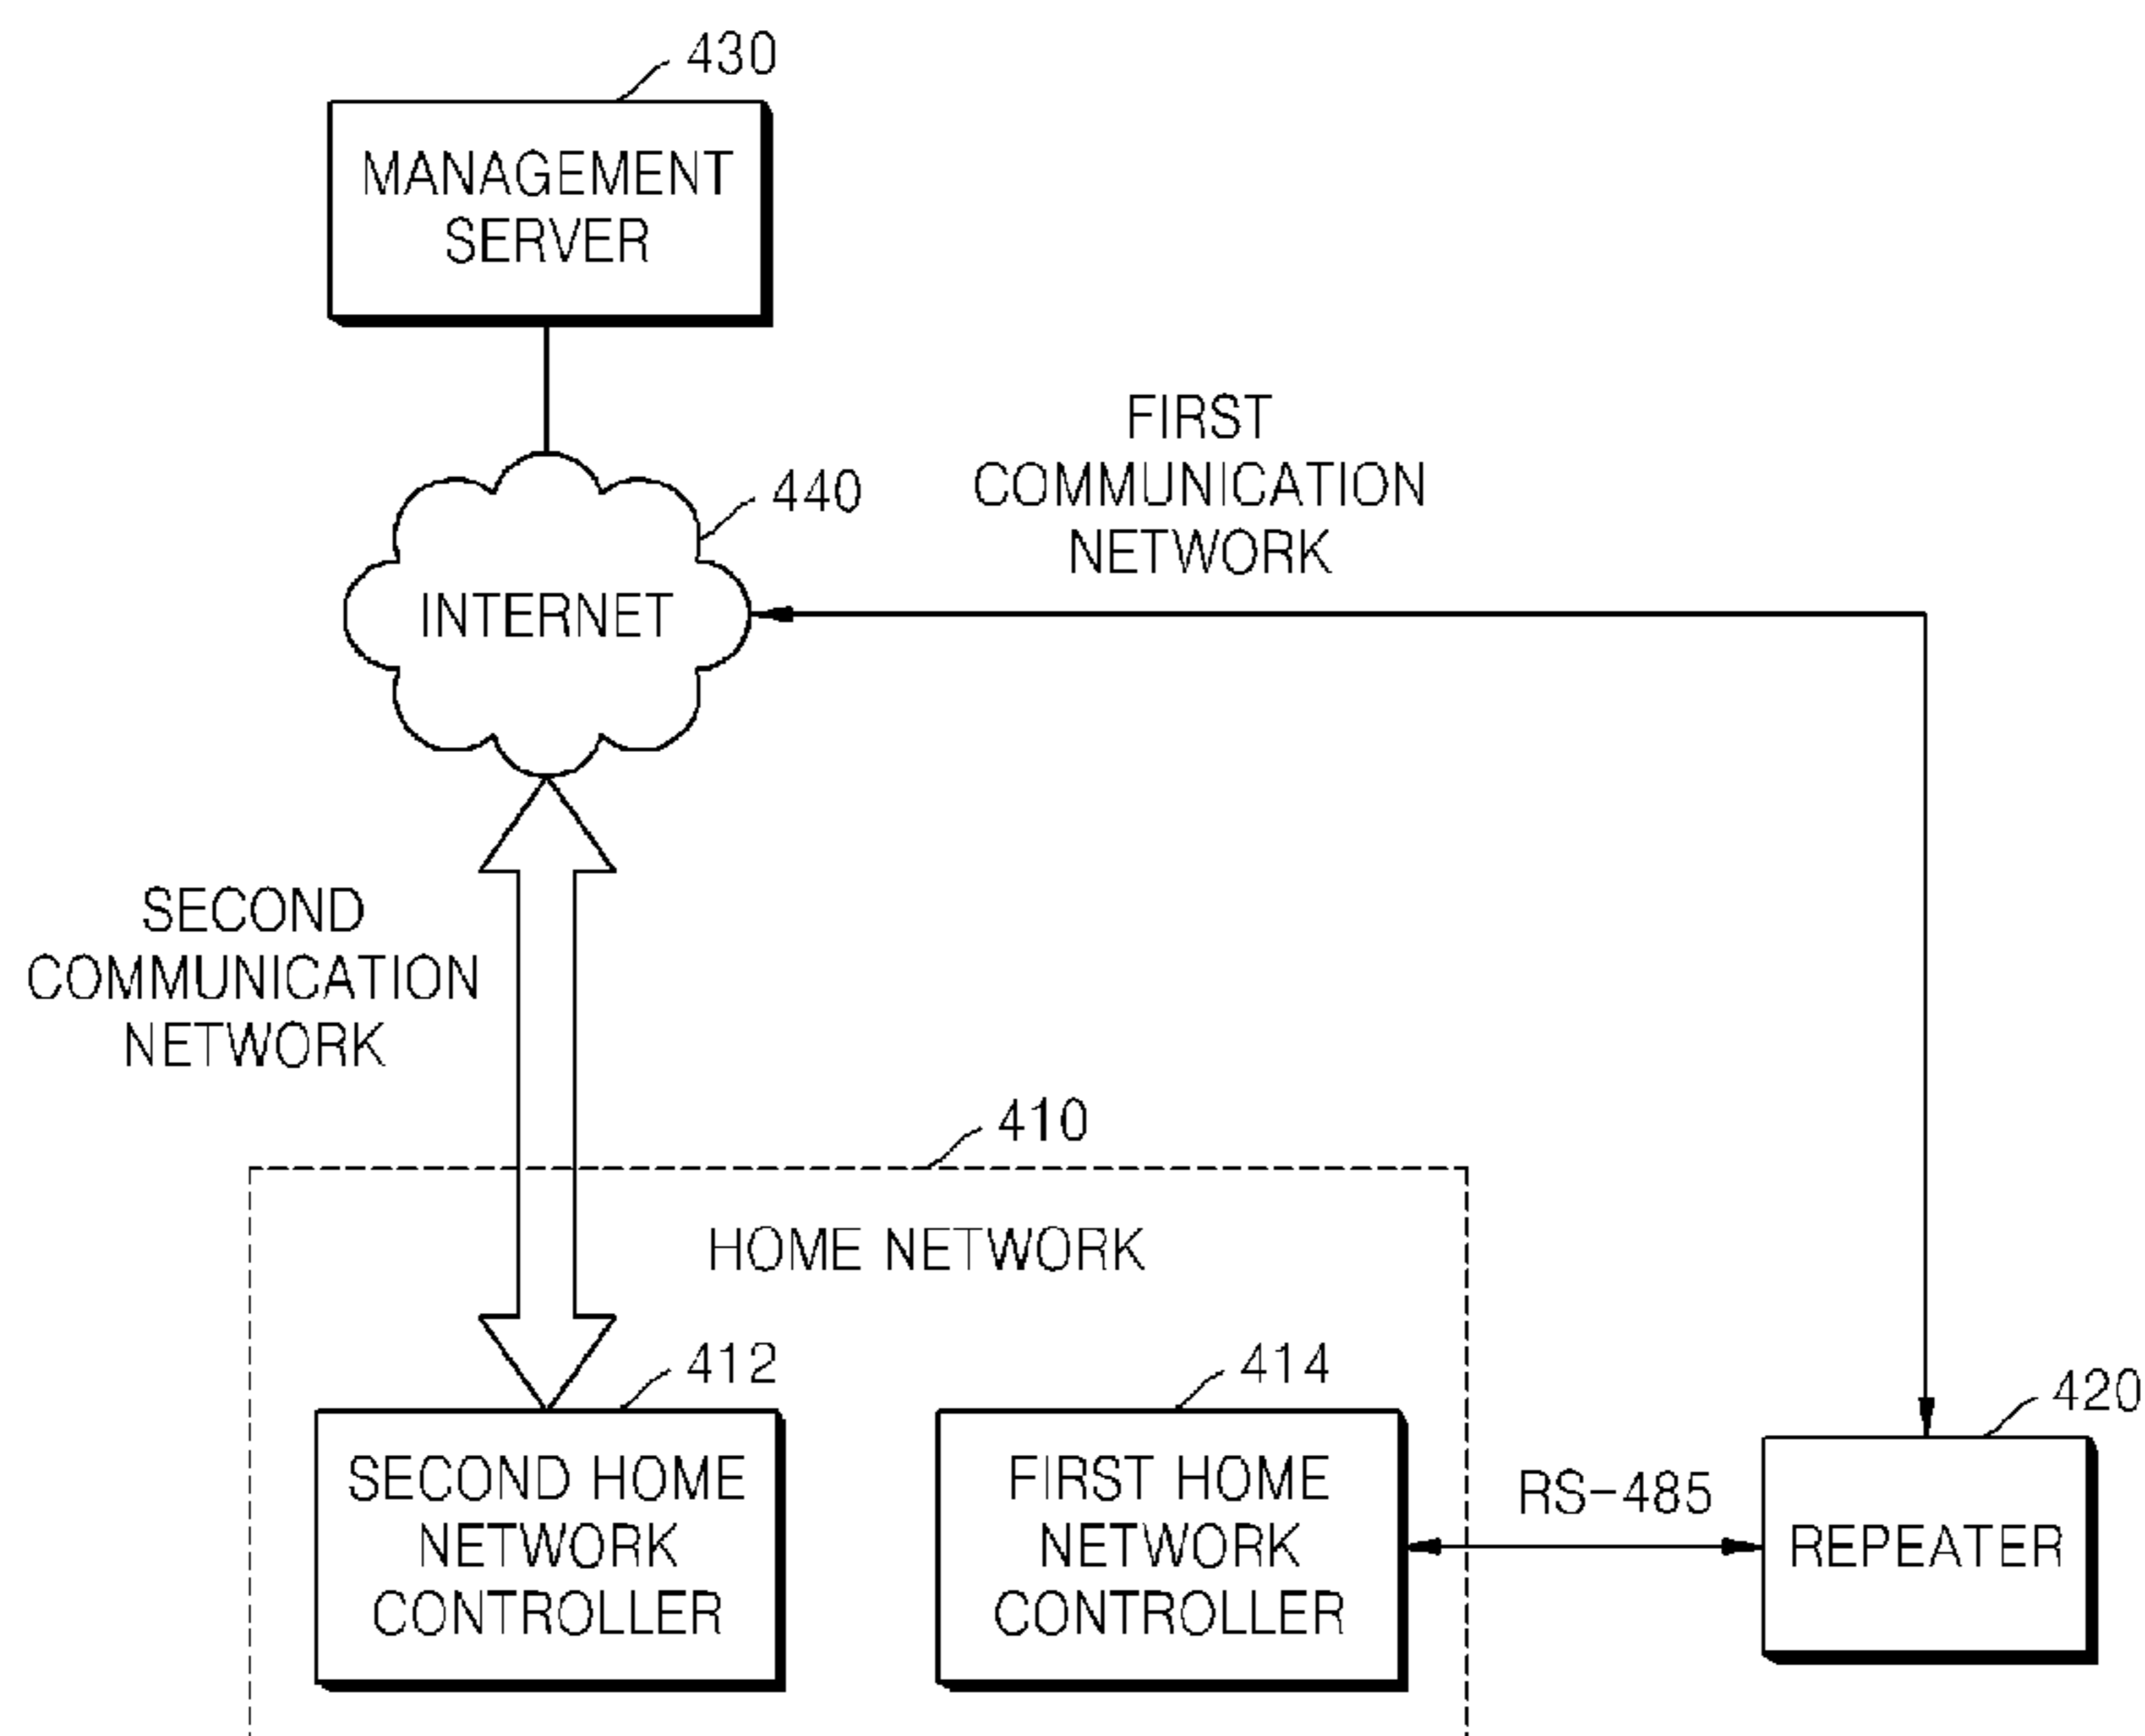 430
MANAGEMENT
SERVER
440
INTERNET
FIRST
COMMUNICATION
NETWORK
SECOND
COMMUNICATION
NETWORK
410
HOME NETWORK
412
SECOND HOME
NETWORK
CONTROLLER
414
FIRST HOME
NETWORK
CONTROLLER
RS-485
420
REPEATER